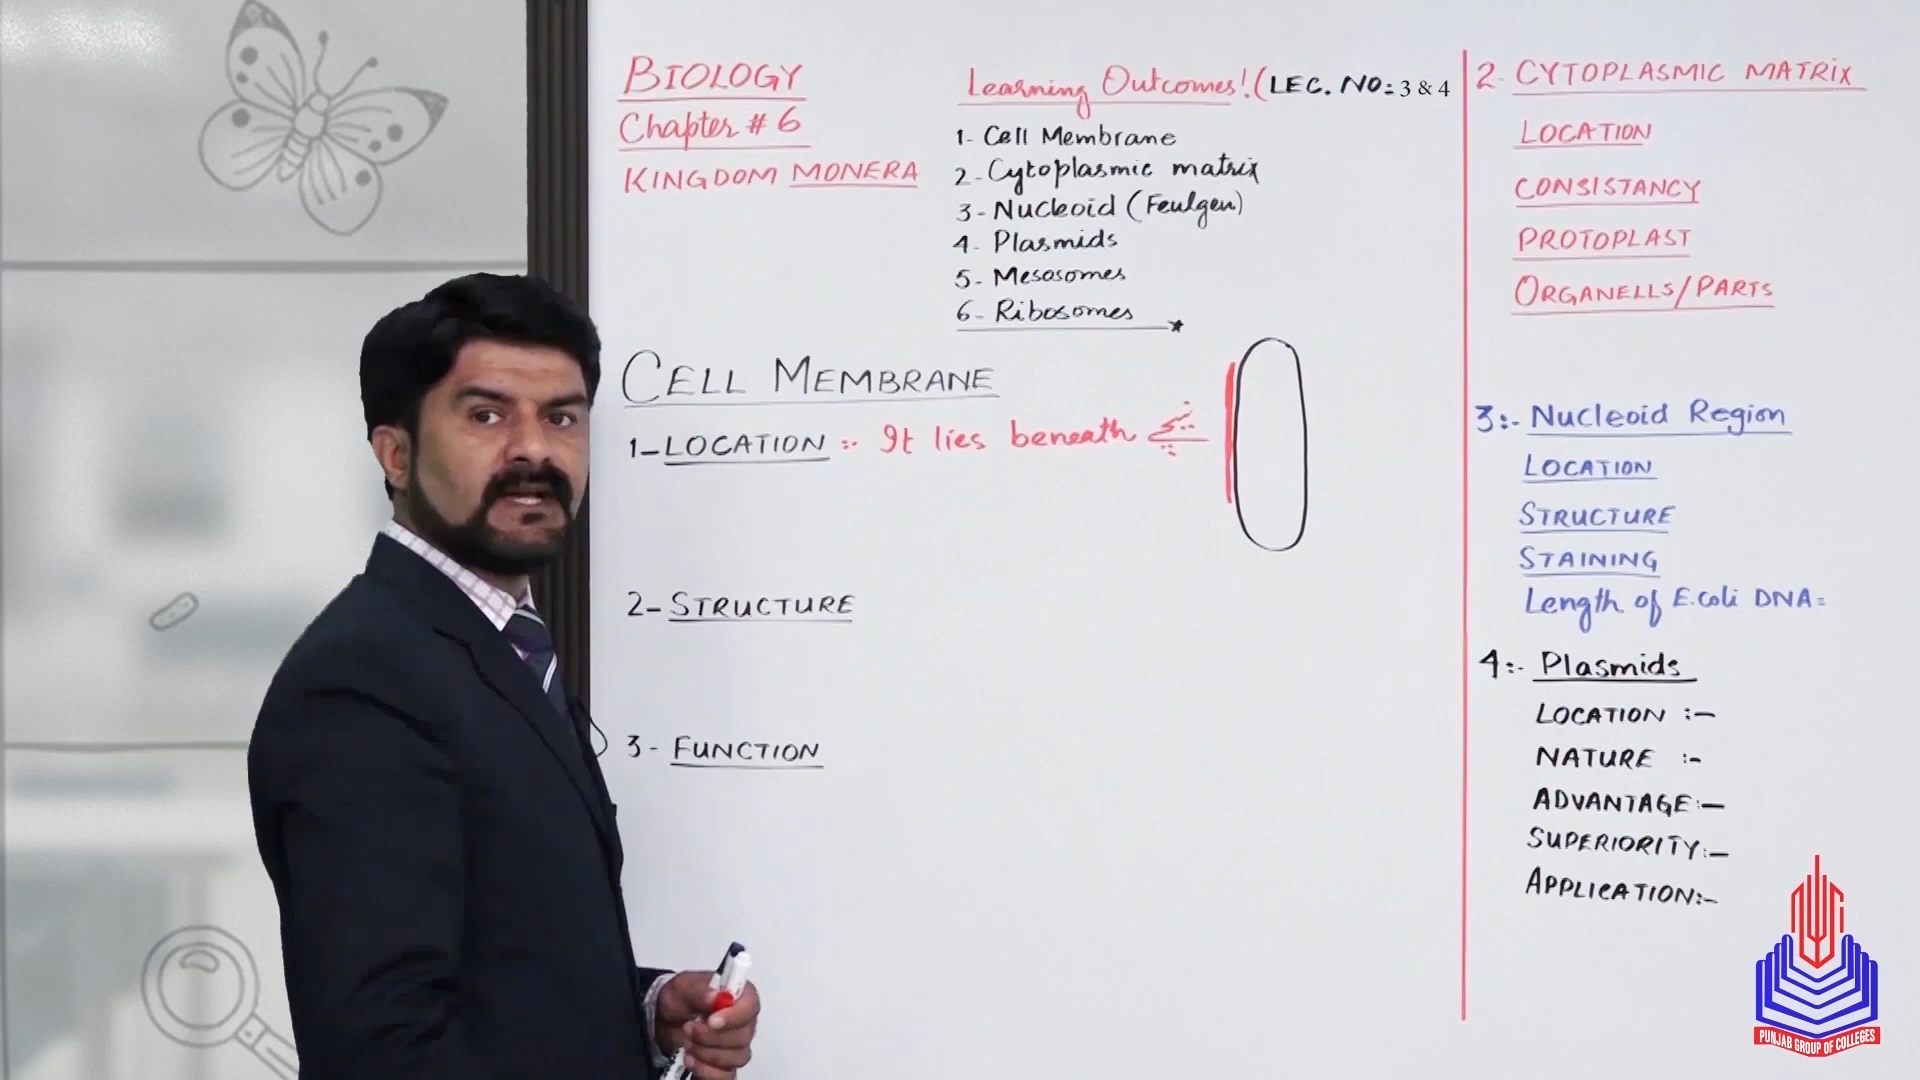 BIOLOGY
Chapter # 6
KINGDOM MONERA
Learning Outcomes! (LEC. NO: 3 & 4
1- Cell Membrane
2- Cytoplasmic matrix
3- Nucleoid (Feulgen)
4- Plasmids
5- Mesosomes
6- Ribosomes
CELL MEMBRANE
1- LOCATION :- It lies beneath نیچے
2- STRUCTURE
3- FUNCTION
2- CYTOPLASMIC MATRIX
LOCATION
CONSISTANCY
PROTOPLAST
ORGANELLS/PARTS
3:- Nucleoid Region
LOCATION
STRUCTURE
STAINING
Length of E.coli DNA=
4:- Plasmids
LOCATION :-
NATURE :-
ADVANTAGE:-
SUPERIORITY:-
APPLICATION:-
PUNJAB GROUP OF COLLEGES